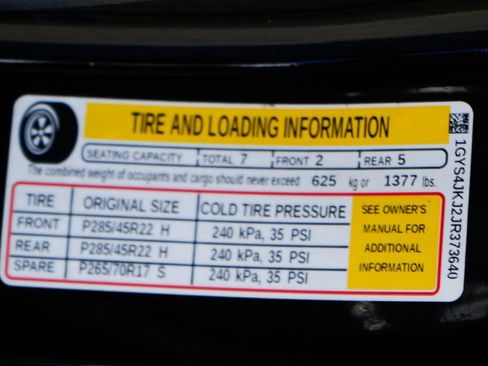 TIRE AND LOADING INFORMATION
SEATING CAPACITY TOTAL 7 FRONT 2 REAR 5
The combined weight of occupants and cargo should never exceed 625 kg or 1377 lbs.
TIRE ORIGINAL SIZE COLD TIRE PRESSURE
FRONT P285/45R22 H 240 kPa, 35 PSI
REAR P285/45R22 H 240 kPa, 35 PSI
SPARE P265/70R17 S 240 kPa, 35 PSI
SEE OWNER'S
MANUAL FOR
ADDITIONAL
INFORMATION
1GYS4JKJ2JR373640